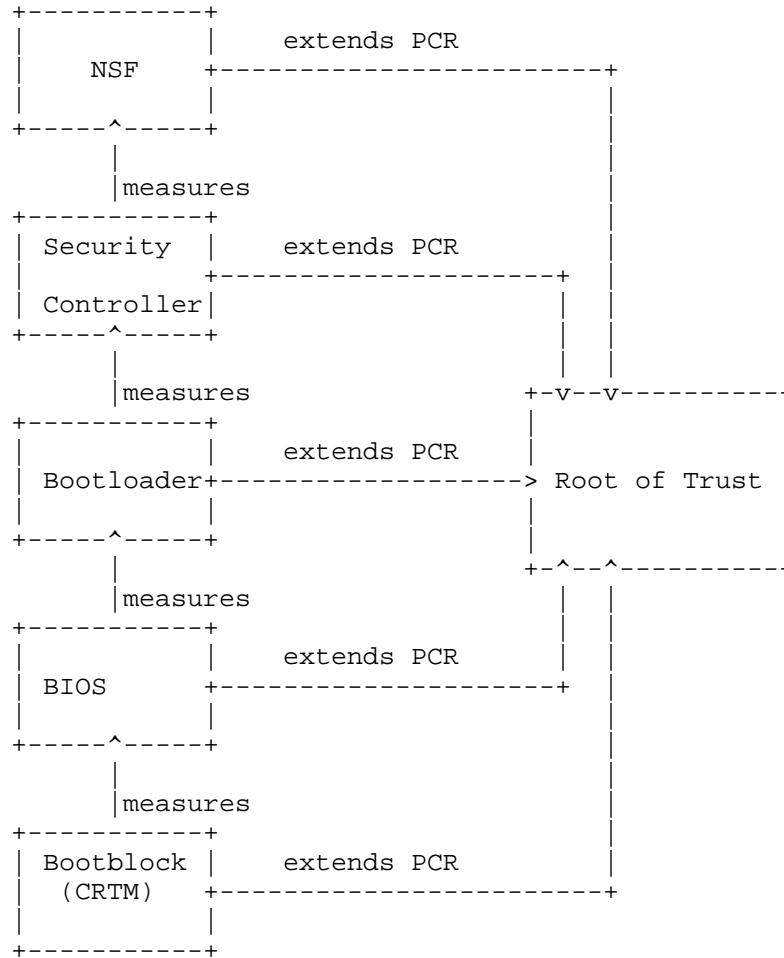 extends PCR
NSF
measures
Security extends PCR
Controller
measures
extends PCR
Bootloader Root of Trust
measures
extends PCR
BIOS
measures
Bootblock extends PCR
(CRTM)